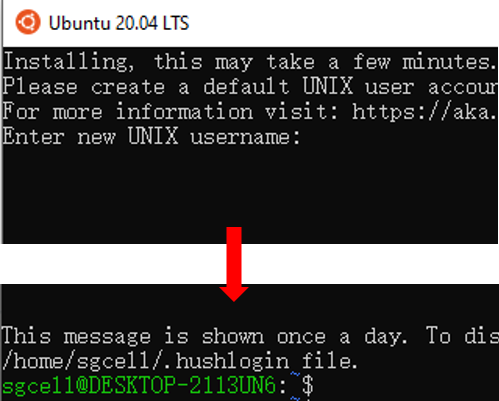 Ubuntu 20.04 LTS
Installing, this may take a few minutes.
Please create a default UNIX user accour
For more information visit: https://aka.
Enter new UNIX username:
This message is shown once a day. To dis
/home/sgcell/.hushlogin file.
sgcell@DESKTOP-2113UN6:~$